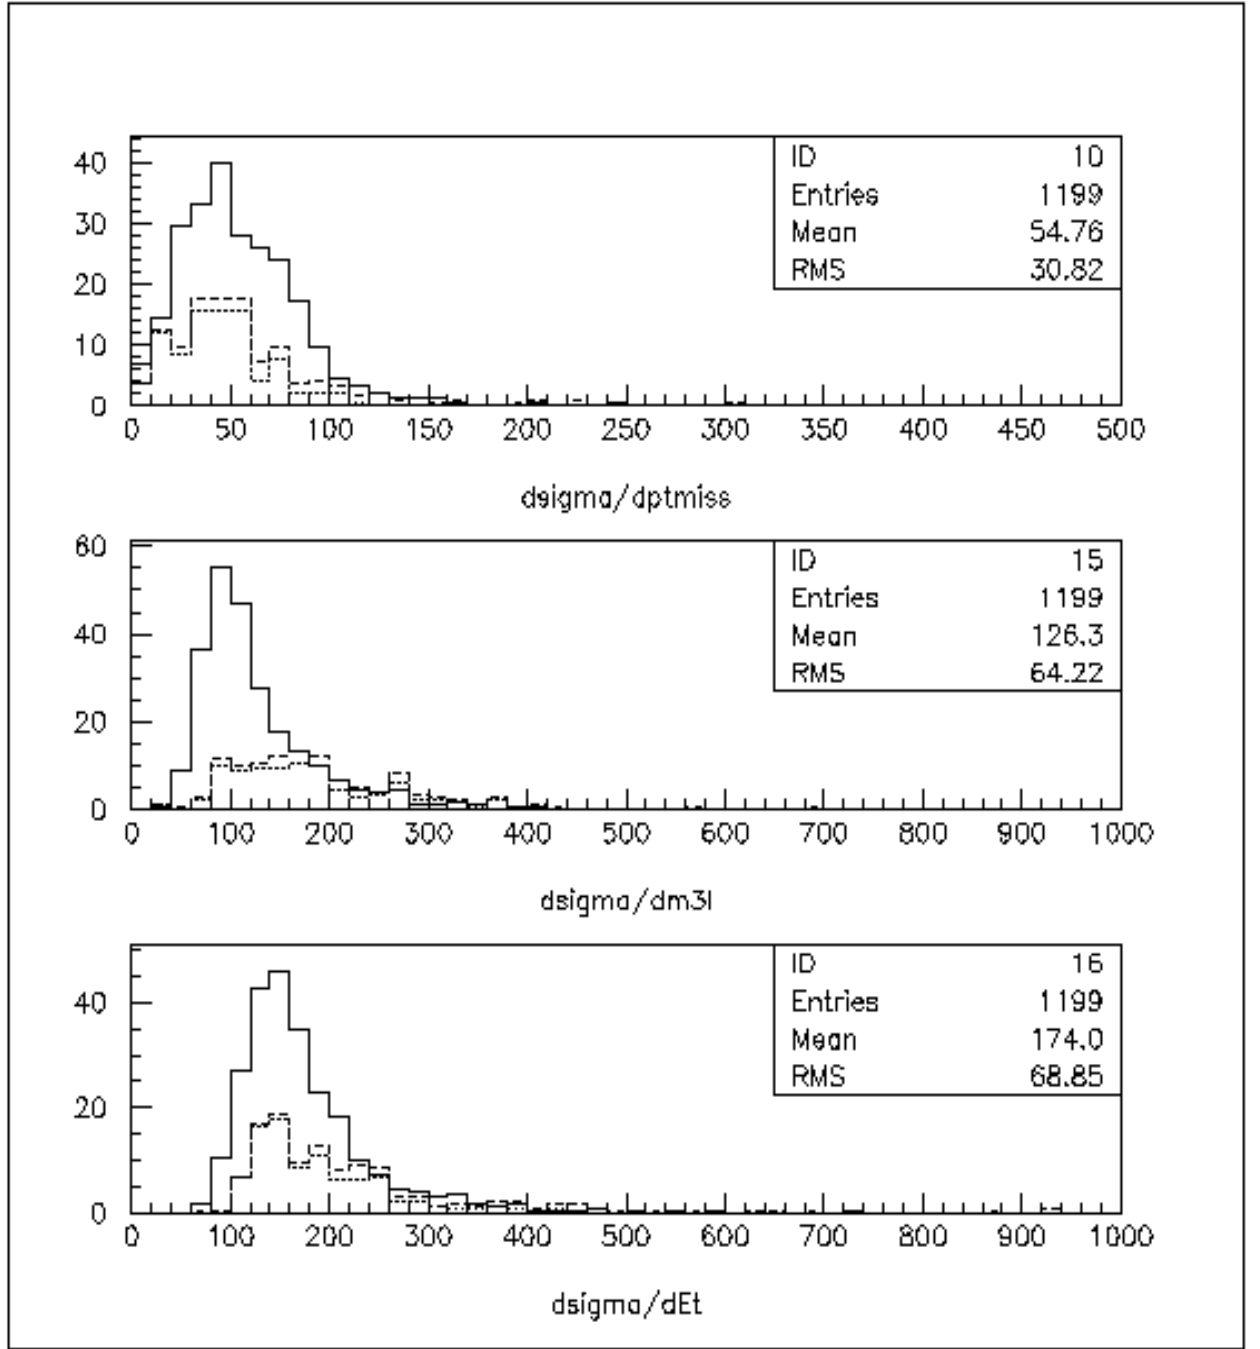 40
30
20
10
0
ID 10
Entries 1199
Mean 54.76
RMS 30.82
0 50 100 150 200 250 300 350 400 450 500
dsigma/dptmiss
60
40
20
0
ID 15
Entries 1199
Mean 126.3
RMS 64.22
0 100 200 300 400 500 600 700 800 900 1000
dsigma/dm3l
40
20
0
ID 16
Entries 1199
Mean 174.0
RMS 68.85
0 100 200 300 400 500 600 700 800 900 1000
dsigma/dEt